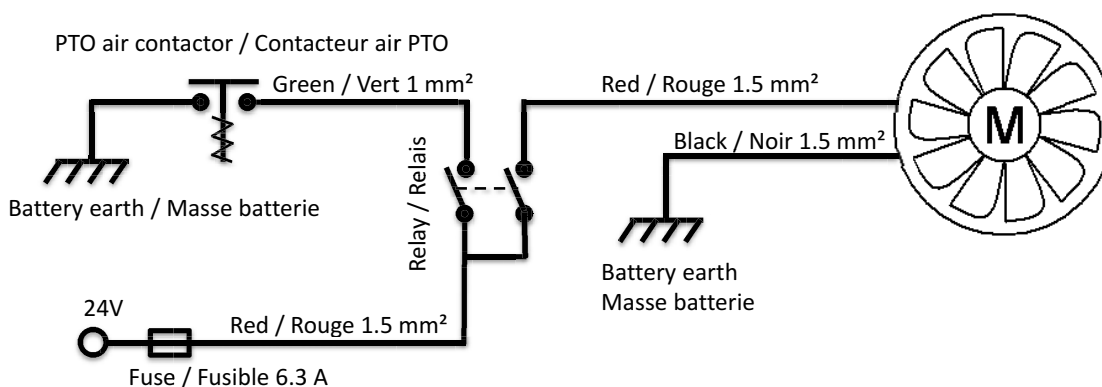 PTO air contactor / Contacteur air PTO
Green / Vert 1 mm²
Red / Rouge 1.5 mm²
M
Black / Noir 1.5 mm²
Battery earth / Masse batterie
Relay / Relais
Battery earth
Masse batterie
24V
Red / Rouge 1.5 mm²
Fuse / Fusible 6.3 A